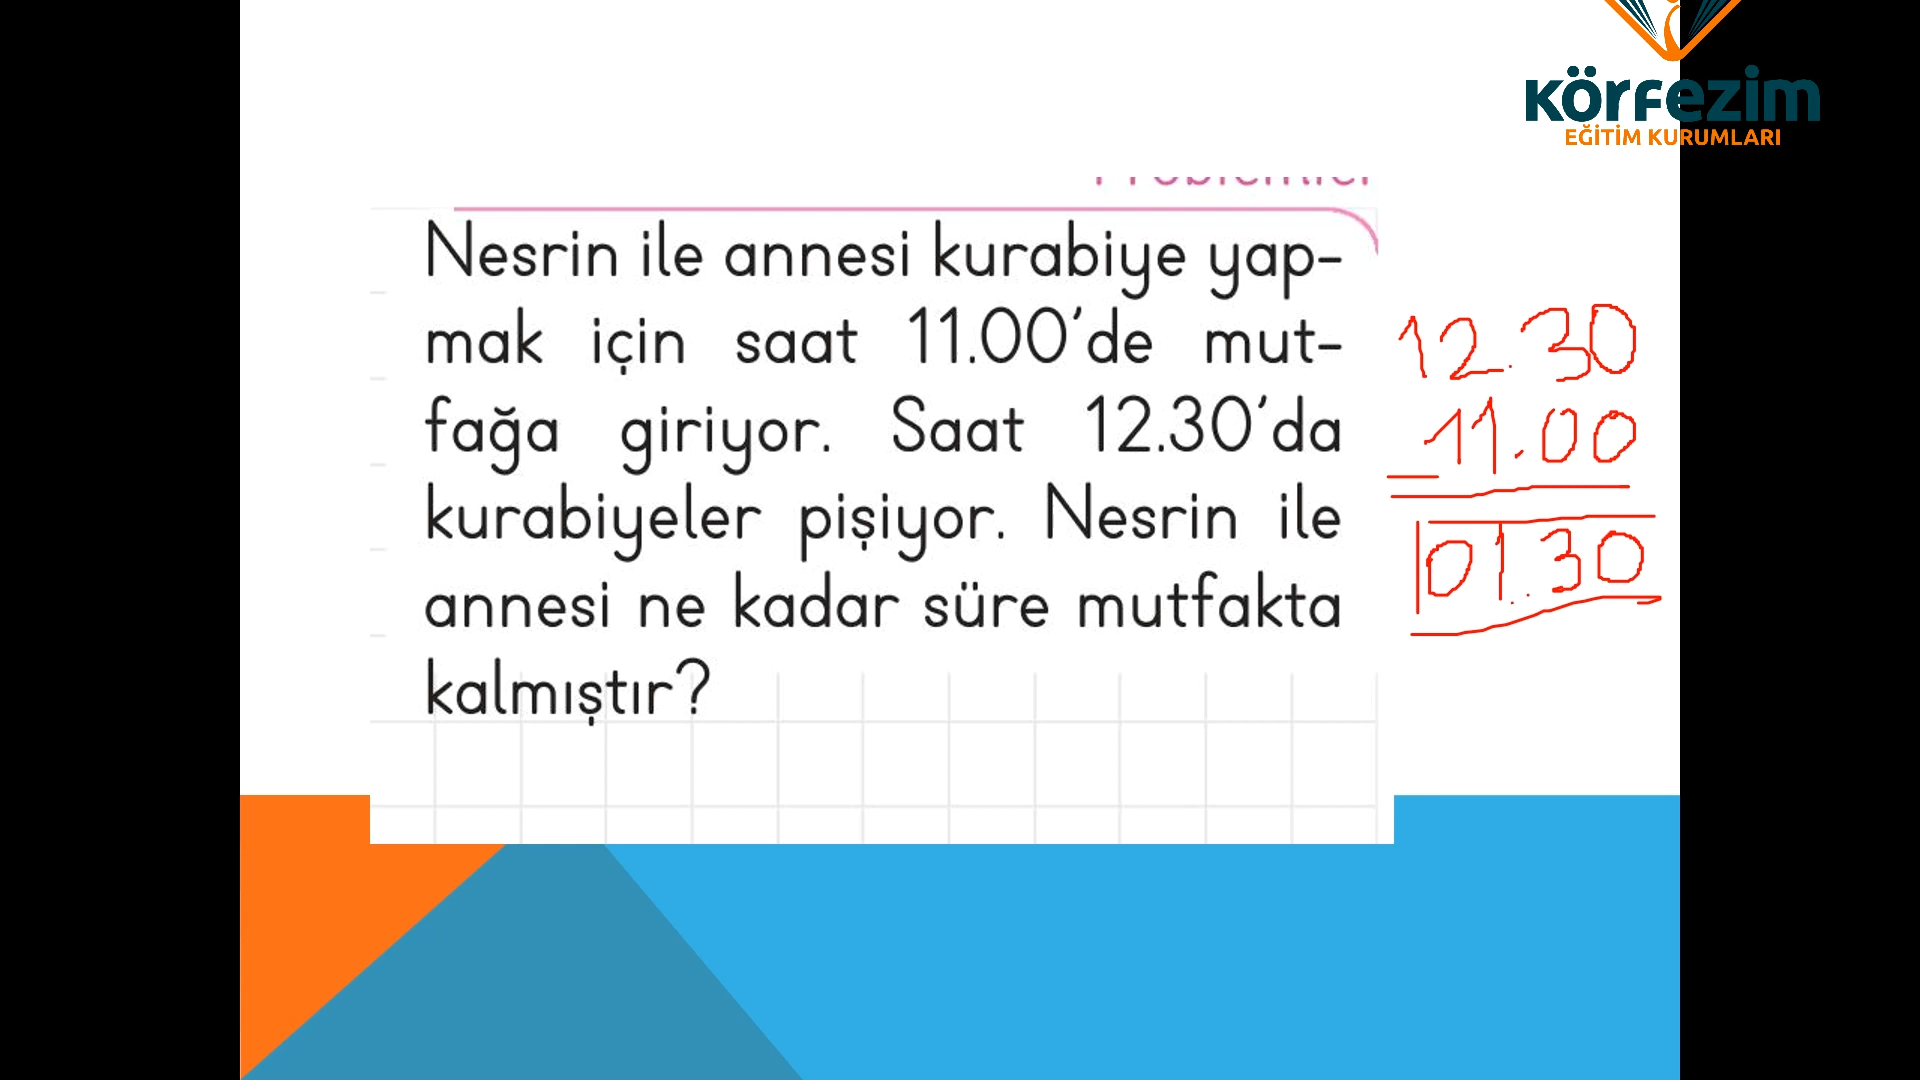 körfezim
EĞİTİM KURUMLARI
Problemler
Nesrin ile annesi kurabiye yap-
mak için saat 11.00'de mut-
fağa giriyor. Saat 12.30'da
kurabiyeler pişiyor. Nesrin ile
annesi ne kadar süre mutfakta
kalmıştır?
12.30
11.00
01.30